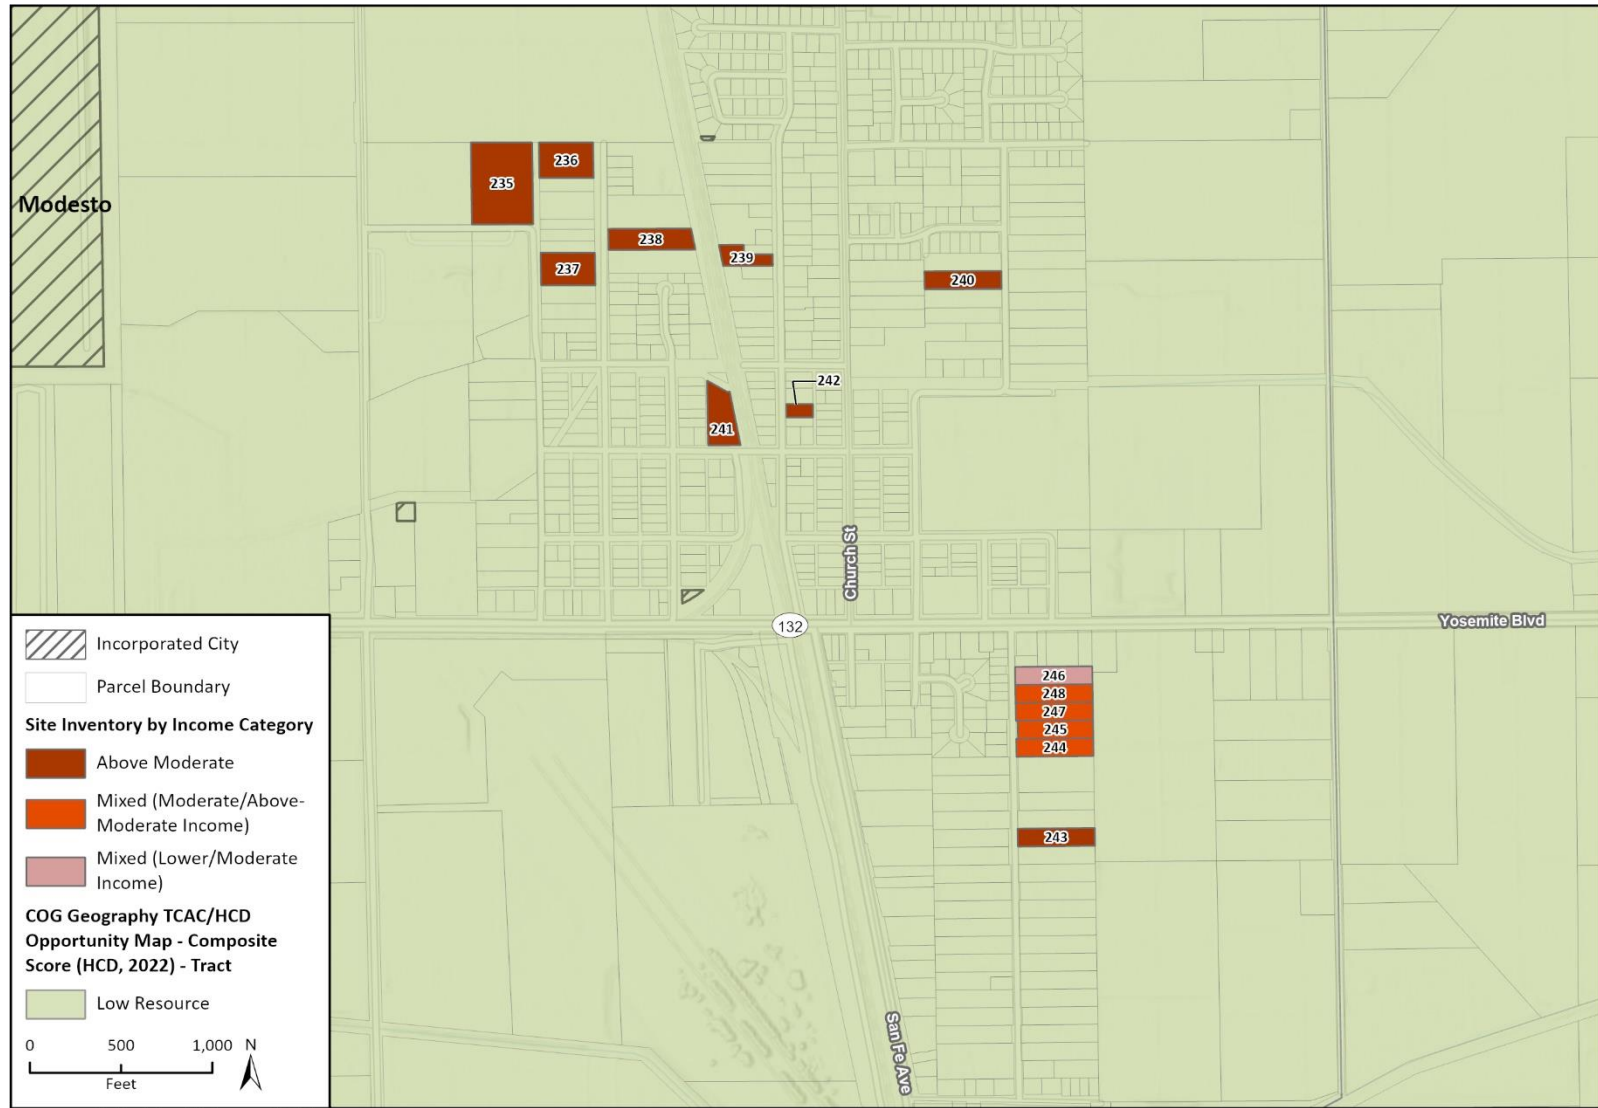 236
235
Modesto
238
239
237
240
242
241
Church St
132
Yosemite Blvd
246
248
247
245
244
243
San Fe Ave
Incorporated City
Parcel Boundary
Site Inventory by Income Category
Above Moderate
Mixed (Moderate/Above-
Moderate Income)
Mixed (Lower/Moderate
Income)
COG Geography TCAC/HCD
Opportunity Map - Composite
Score (HCD, 2022) - Tract
Low Resource
0 500 1,000 N
Feet